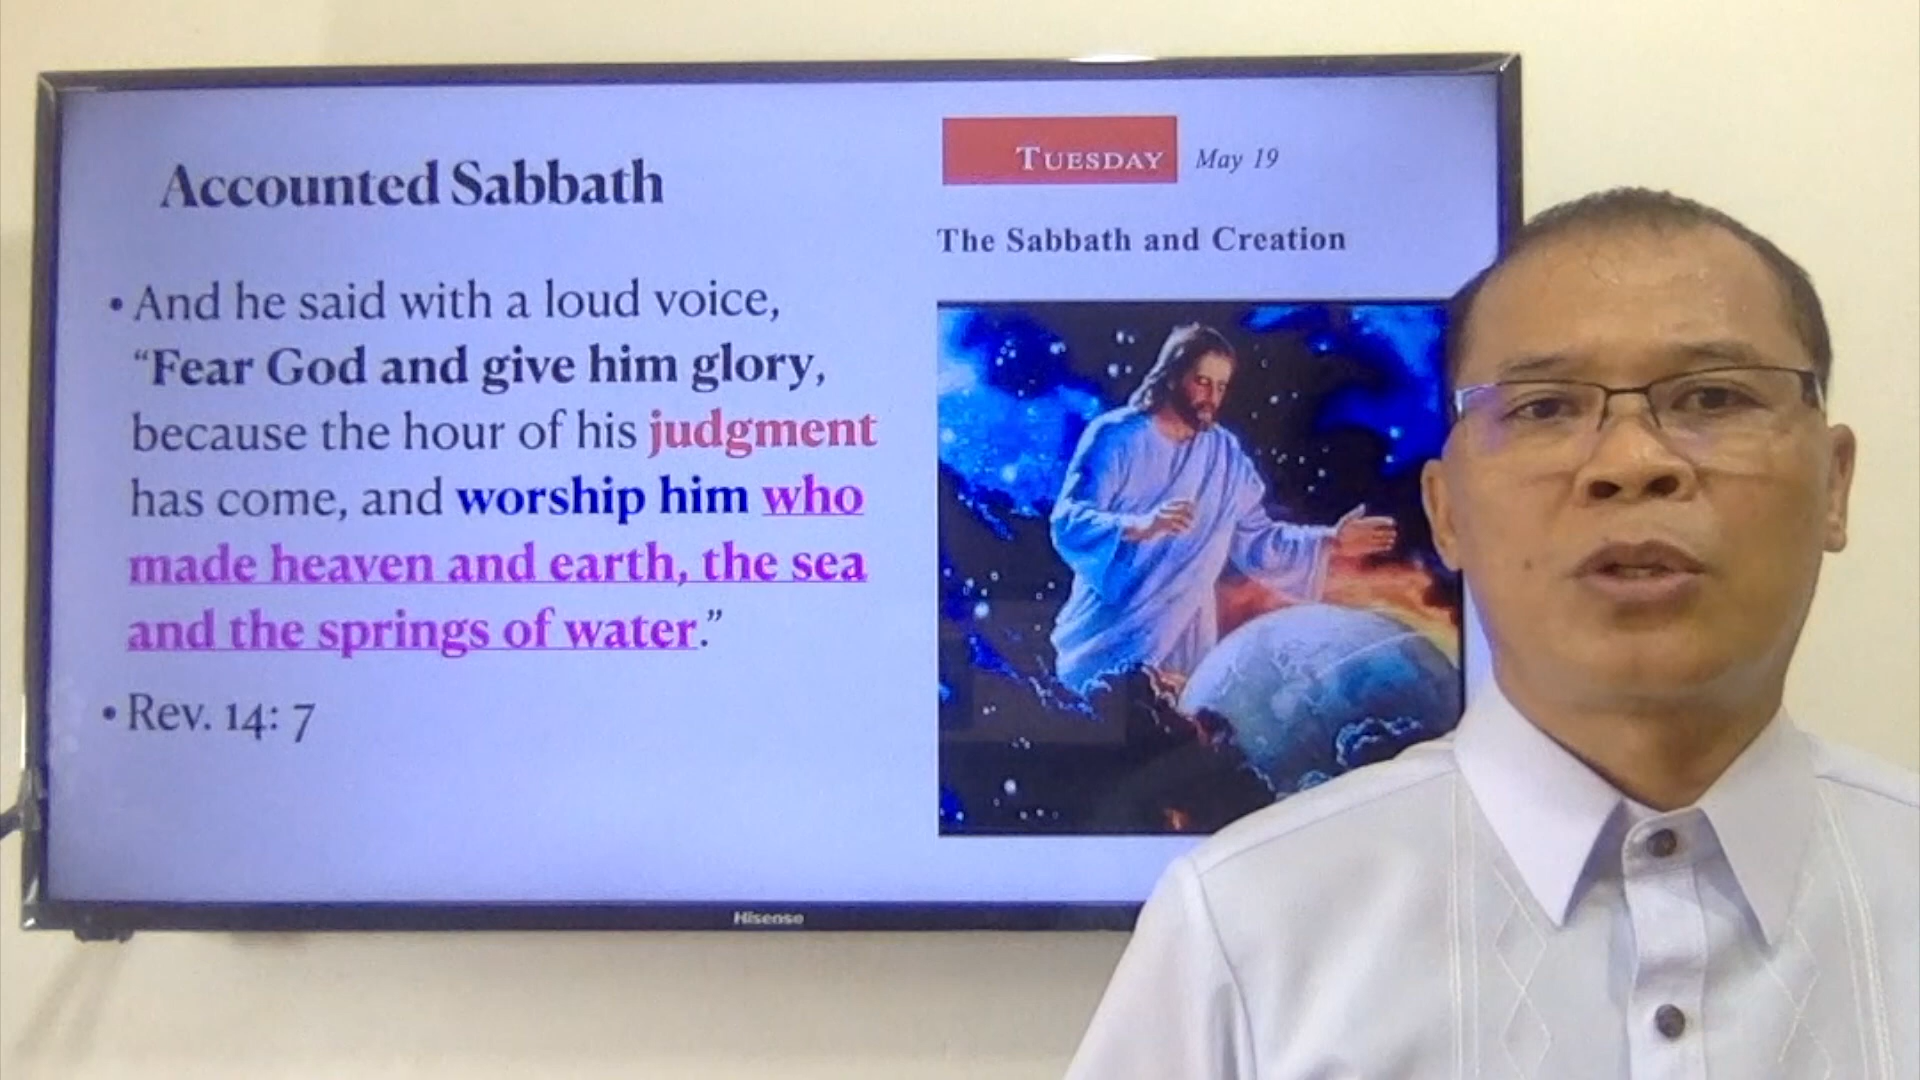 Accounted Sabbath
• And he said with a loud voice,
“Fear God and give him glory,
because the hour of his judgment
has come, and worship him who
made heaven and earth, the sea
and the springs of water.”
• Rev. 14: 7
TUESDAY May 19
The Sabbath and Creation
Hisense